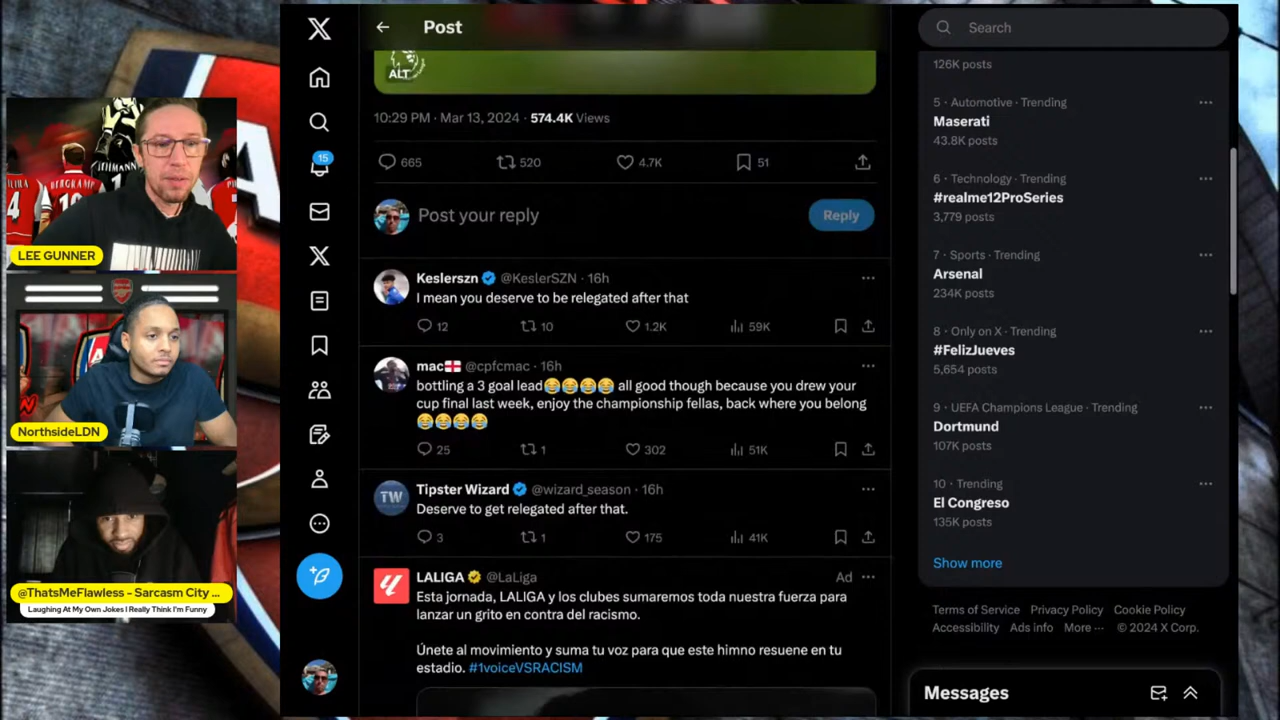 Post
Search
ALT
126K posts
10:29 PM · Mar 13, 2024 · 574.4K Views
5 · Automotive · Trending
Maserati
43.8K posts
665
520
4.7K
51
6 · Technology · Trending
#realme12ProSeries
3,779 posts
15
Post your reply
Reply
LEE GUNNER
7 · Sports · Trending
Arsenal
234K posts
Keslerszn @KeslerSZN · 16h
I mean you deserve to be relegated after that
12
10
1.2K
59K
8 · Only on X · Trending
#FelizJueves
5,654 posts
mac🏴󠁧󠁢󠁥󠁮󠁧󠁿 @cpfcmac · 16h
bottling a 3 goal lead😂😂😂😂 all good though because you drew your
cup final last week, enjoy the championship fellas, back where you belong
😂😂😂😂
25
1
302
51K
9 · UEFA Champions League · Trending
Dortmund
107K posts
NorthsideLDN
10 · Trending
El Congreso
135K posts
TW
Tipster Wizard @wizard_season · 16h
Deserve to get relegated after that.
3
1
175
41K
Show more
@ThatsMeFlawless - Sarcasm City ...
Laughing At My Own Jokes I Really Think I'm Funny
LALIGA @LaLiga
Ad
Esta jornada, LALIGA y los clubes sumaremos toda nuestra fuerza para
lanzar un grito en contra del racismo.
Únete al movimiento y suma tu voz para que este himno resuene en tu
estadio. #1voiceVSRACISM
Terms of Service Privacy Policy Cookie Policy
Accessibility Ads info More ··· © 2024 X Corp.
Messages